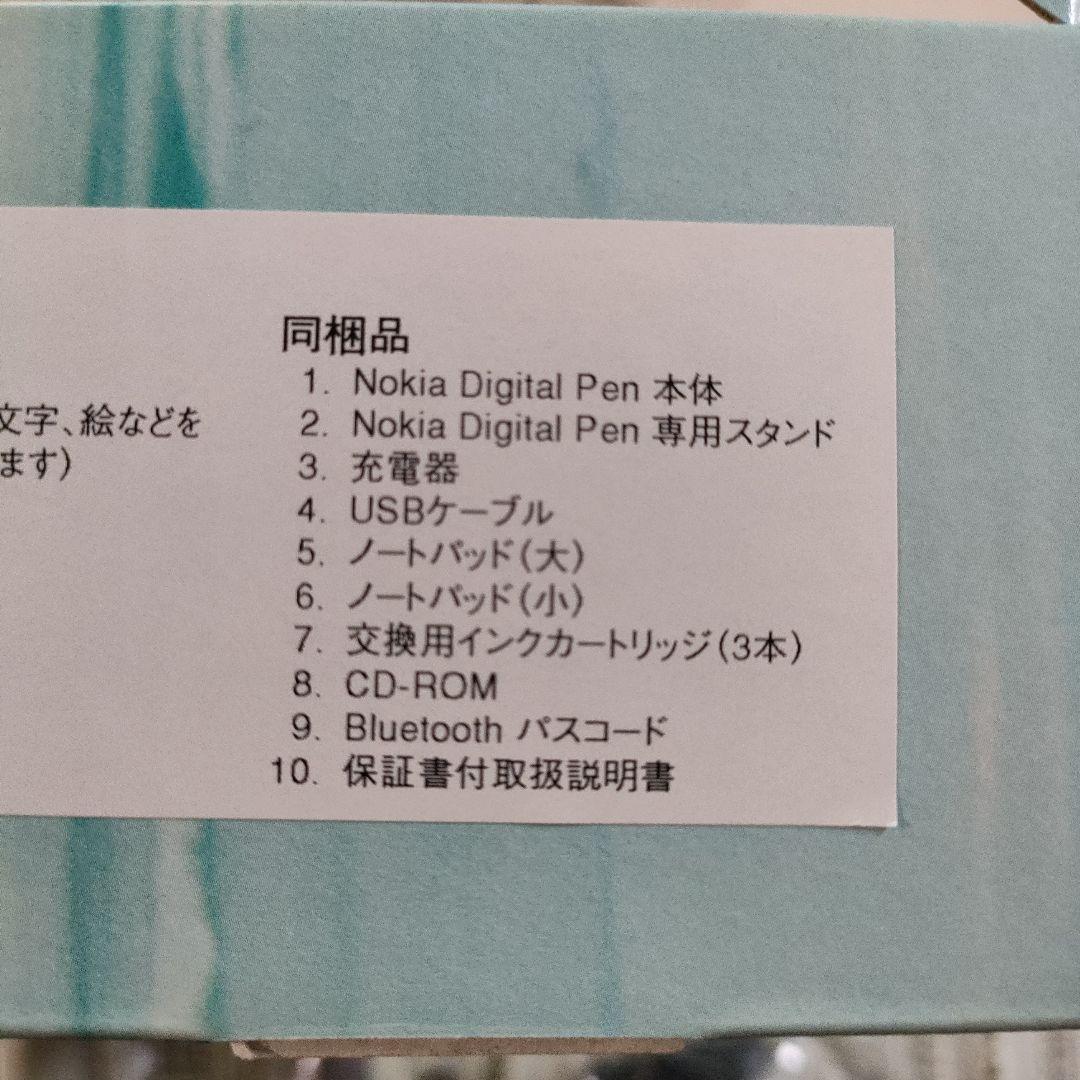 文字、絵などを
ます)
同梱品
1. Nokia Digital Pen 本体
2. Nokia Digital Pen 専用スタンド
3. 充電器
4. USBケーブル
5. ノートパッド(大)
6. ノートパッド(小)
7. 交換用インクカートリッジ(3本)
8. CD-ROM
9. Bluetooth パスコード
10. 保証書付取扱説明書